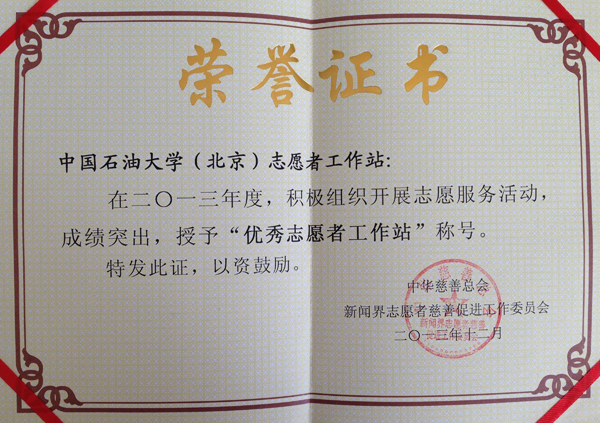 荣誉证书
中国石油大学（北京）志愿者工作站：
在二〇一三年度，积极组织开展志愿服务活动，
成绩突出，授予“优秀志愿者工作站”称号。
特发此证，以资鼓励。
中华慈善总会
新闻界志愿者慈善促进工作委员会
二〇一三年十二月